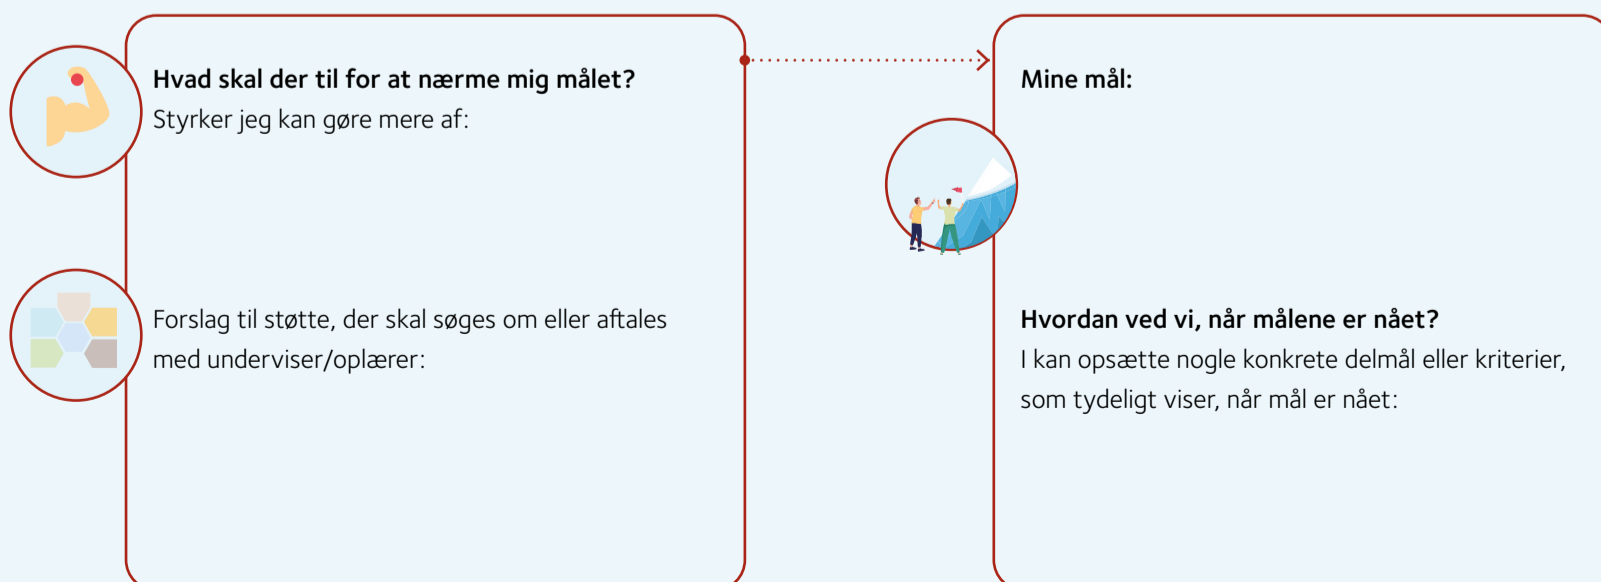 Hvad skal der til for at nærme mig målet?
Styrker jeg kan gøre mere af:
Forslag til støtte, der skal søges om eller aftales
med underviser/oplærer:
Mine mål:
Hvordan ved vi, når målene er nået?
I kan opsætte nogle konkrete delmål eller kriterier,
som tydeligt viser, når mål er nået: